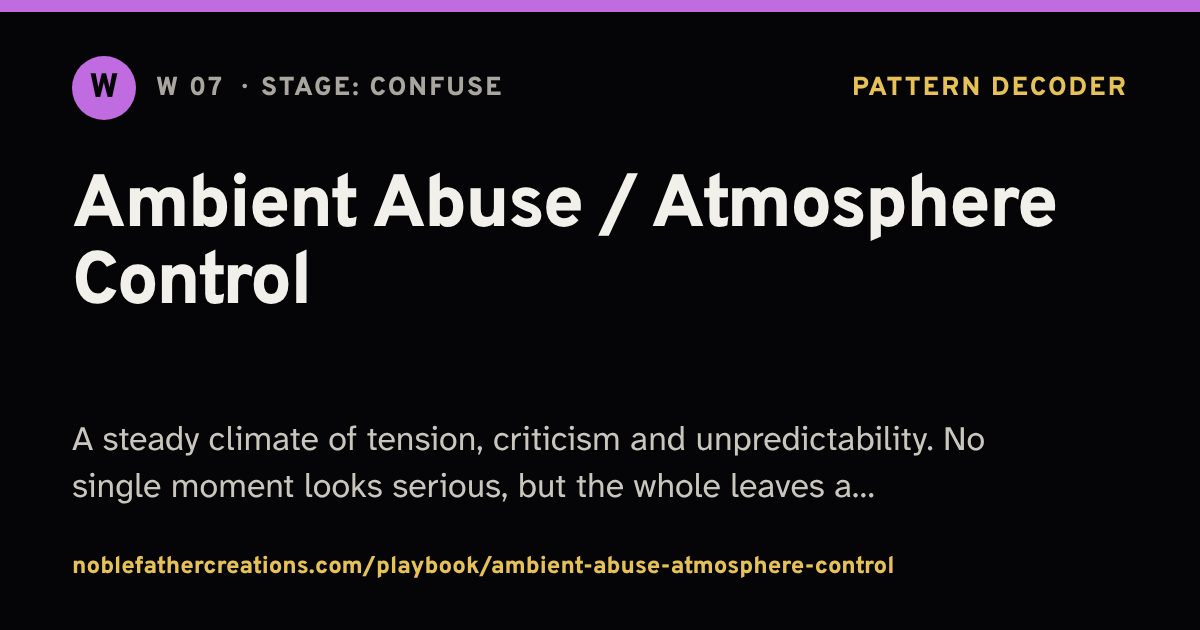 W
W 07 · STAGE: CONFUSE
PATTERN DECODER
Ambient Abuse / Atmosphere
Control
A steady climate of tension, criticism and unpredictability. No
single moment looks serious, but the whole leaves a...
noblefathercreations.com/playbook/ambient-abuse-atmosphere-control